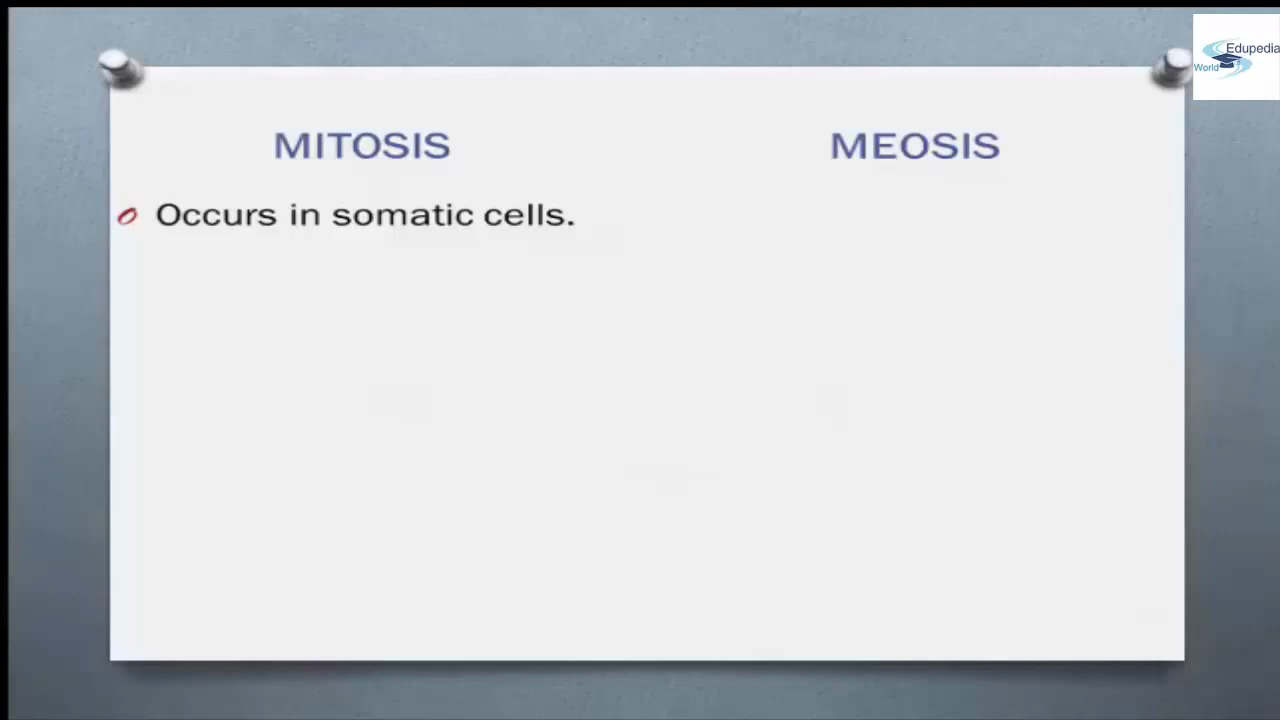 Edupedia
World
MITOSIS
MEOSIS
Occurs in somatic cells.